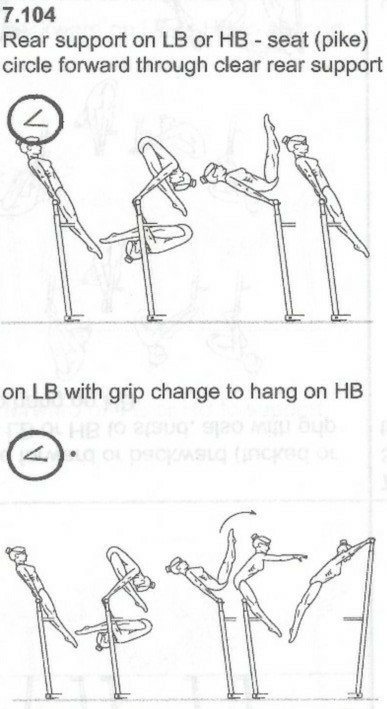 7.104
Rear support on LB or HB - seat (pike)
circle forward through clear rear support
on LB with grip change to hang on HB